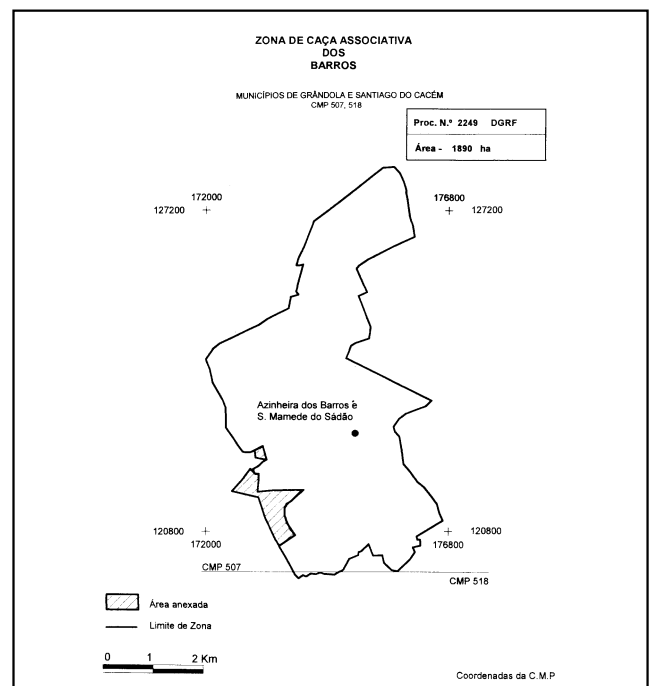 ZONA DE CAÇA ASSOCIATIVA
DOS
BARROS
MUNICÍPIOS DE GRÂNDOLA E SANTIAGO DO CACÉM
CMP 507, 518
Proc. N.º 2249 DGRF
Área - 1890 ha
172000
127200
176800
127200
Azinheira dos Barros e
S. Mamede do Sádão
120800
172000
120800
176800
CMP 507
CMP 518
Área anexada
Limite de Zona
0 1 2 Km
Coordenadas da C.M.P